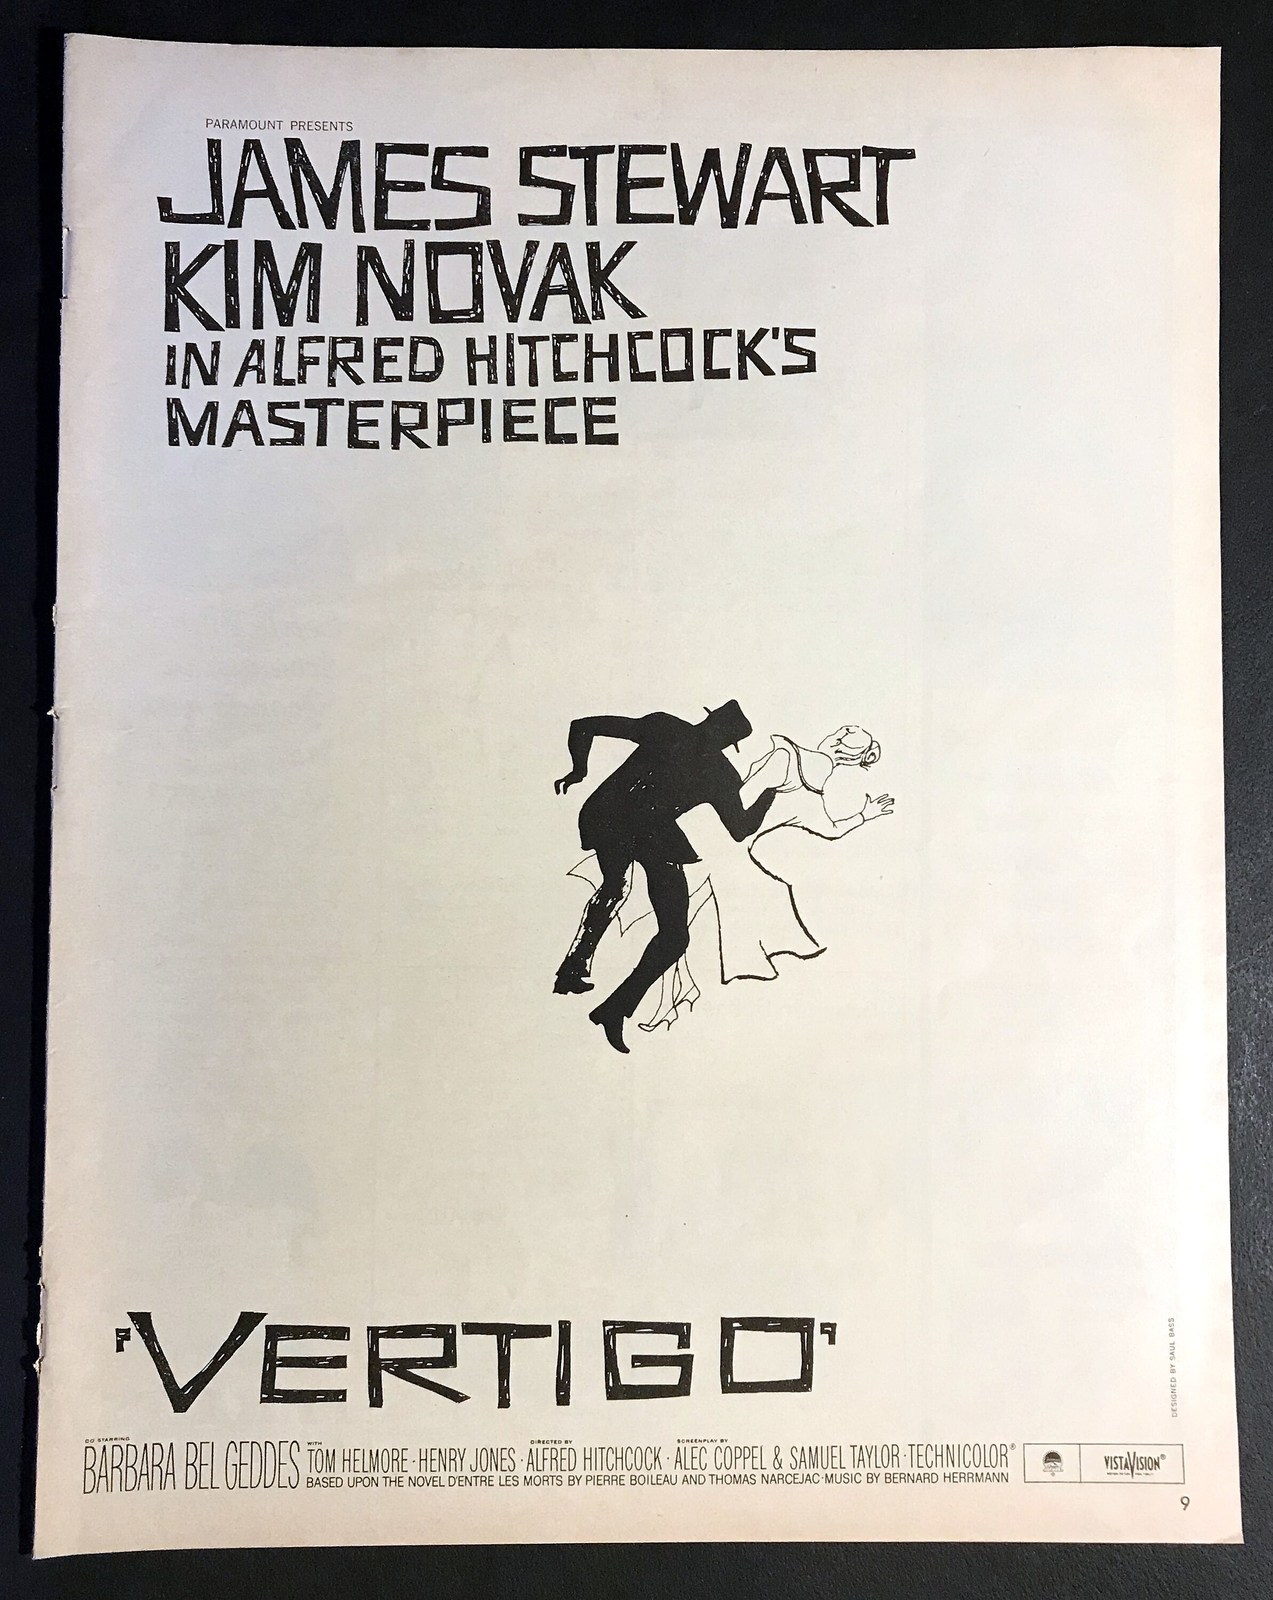 PARAMOUNT PRESENTS
JAMES STEWART
KIM NOVAK
IN ALFRED HITCHCOCK'S
MASTERPIECE
'VERTIGO'
DESIGNED BY SAUL BASS
CO-STARRING
BARBARA BEL GEDDES
WITH
TOM HELMORE · HENRY JONES · DIRECTED BY ALFRED HITCHCOCK · SCREENPLAY BY ALEC COPPEL & SAMUEL TAYLOR · TECHNICOLOR®
BASED UPON THE NOVEL D'ENTRE LES MORTS BY PIERRE BOILEAU AND THOMAS NARCEJAC · MUSIC BY BERNARD HERRMANN
VISTAVISION®
9